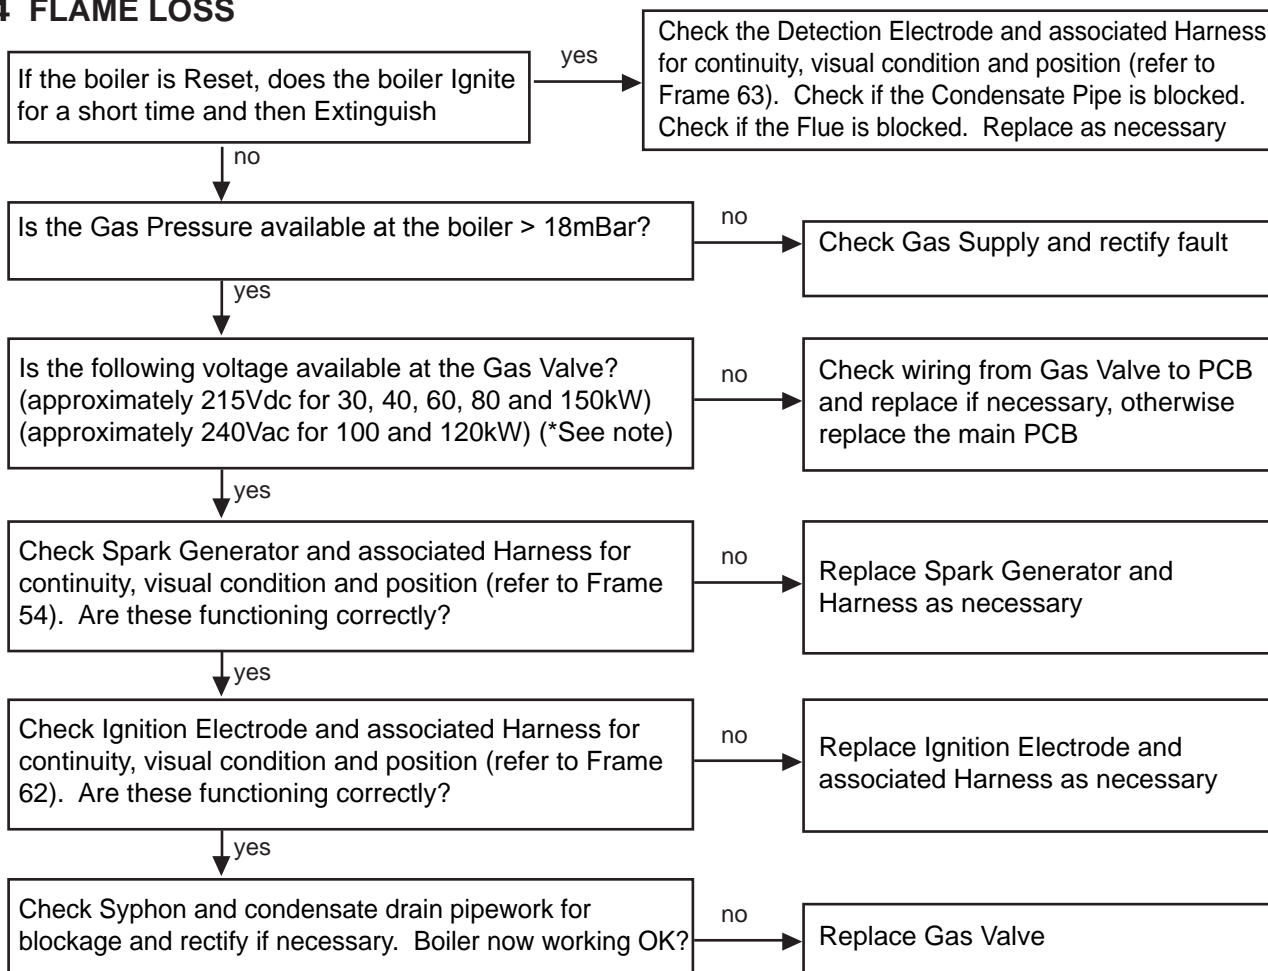 4 FLAME LOSS
If the boiler is Reset, does the boiler Ignite
for a short time and then Extinguish
yes
Check the Detection Electrode and associated Harness
for continuity, visual condition and position (refer to
Frame 63). Check if the Condensate Pipe is blocked.
Check if the Flue is blocked. Replace as necessary
no
Is the Gas Pressure available at the boiler > 18mBar?
no
Check Gas Supply and rectify fault
yes
Is the following voltage available at the Gas Valve?
(approximately 215Vdc for 30, 40, 60, 80 and 150kW)
(approximately 240Vac for 100 and 120kW) (*See note)
no
Check wiring from Gas Valve to PCB
and replace if necessary, otherwise
replace the main PCB
yes
Check Spark Generator and associated Harness for
continuity, visual condition and position (refer to Frame
54). Are these functioning correctly?
no
Replace Spark Generator and
Harness as necessary
yes
Check Ignition Electrode and associated Harness for
continuity, visual condition and position (refer to Frame
62). Are these functioning correctly?
no
Replace Ignition Electrode and
associated Harness as necessary
yes
Check Syphon and condensate drain pipework for
blockage and rectify if necessary. Boiler now working OK?
no
Replace Gas Valve